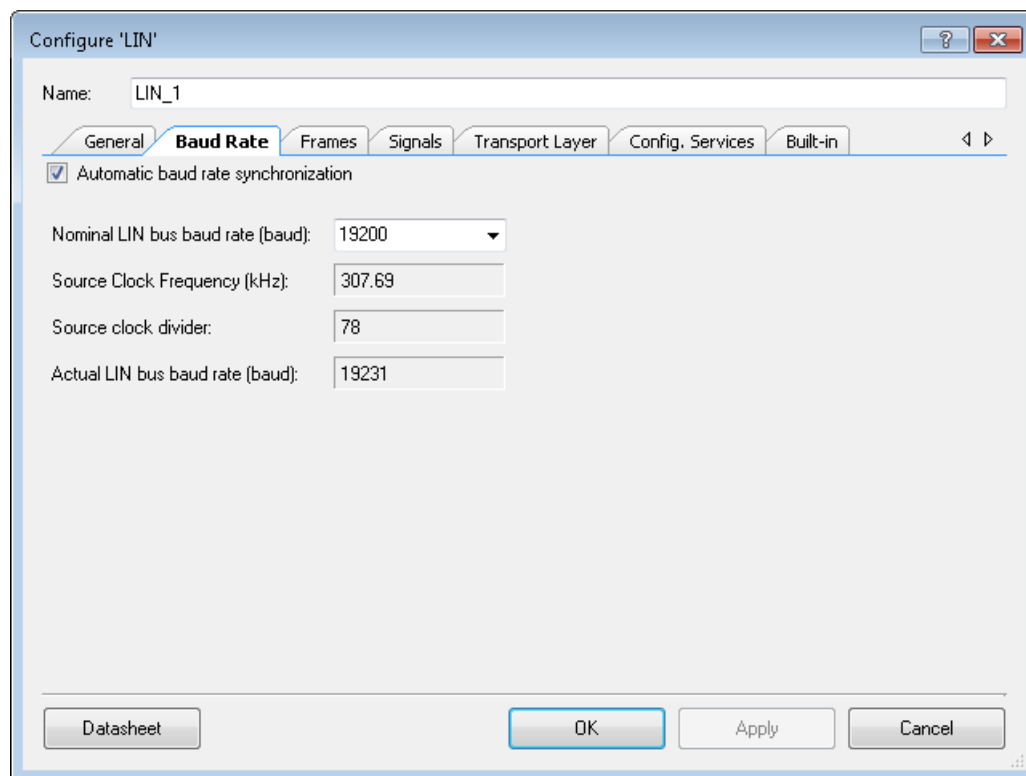 Configure 'LIN'
?
Name: LIN_1
General Baud Rate Frames Signals Transport Layer Config. Services Built-in
Automatic baud rate synchronization
Nominal LIN bus baud rate (baud): 19200
Source Clock Frequency (kHz): 307.69
Source clock divider: 78
Actual LIN bus baud rate (baud): 19231
Datasheet OK Apply Cancel